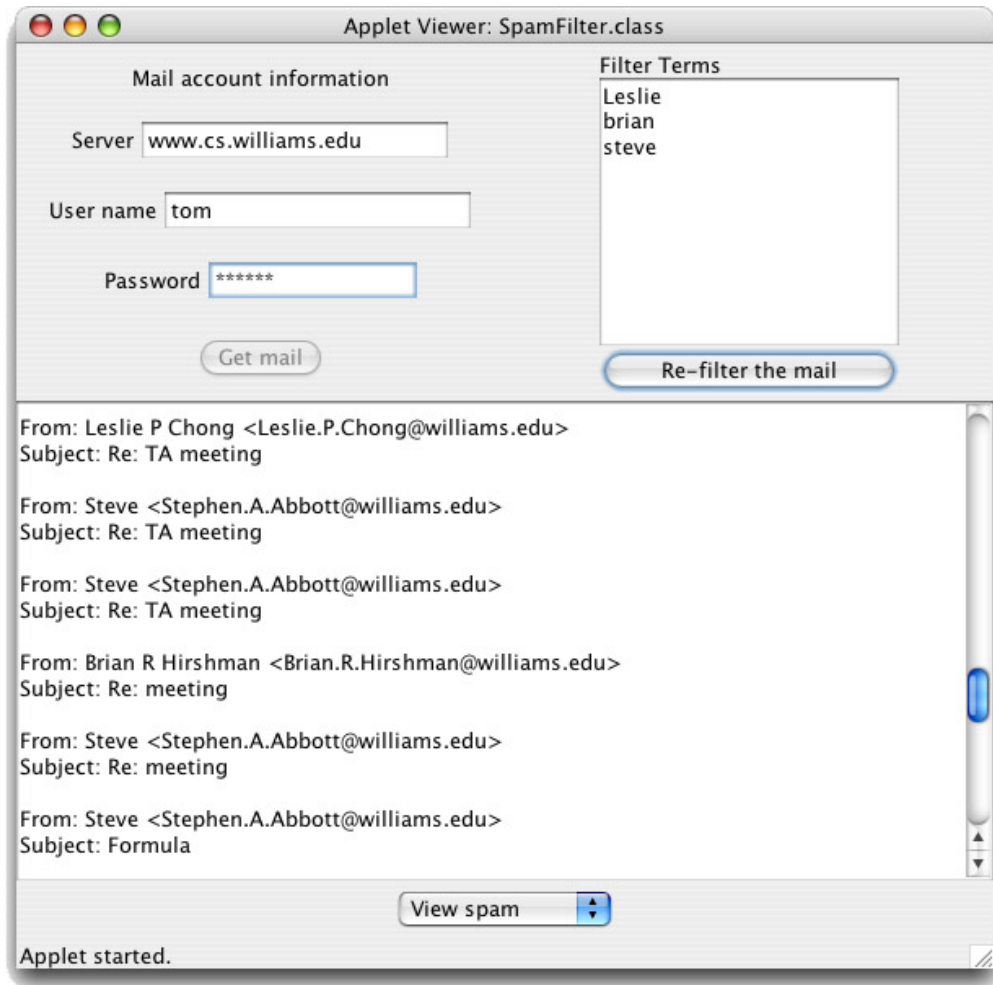 Applet Viewer: SpamFilter.class
Mail account information
Server www.cs.williams.edu
User name tom
Password ******
Get mail
Filter Terms
Leslie
brian
steve
Re-filter the mail
From: Leslie P Chong <Leslie.P.Chong@williams.edu>
Subject: Re: TA meeting
From: Steve <Stephen.A.Abbott@williams.edu>
Subject: Re: TA meeting
From: Steve <Stephen.A.Abbott@williams.edu>
Subject: Re: TA meeting
From: Brian R Hirshman <Brian.R.Hirshman@williams.edu>
Subject: Re: meeting
From: Steve <Stephen.A.Abbott@williams.edu>
Subject: Re: meeting
From: Steve <Stephen.A.Abbott@williams.edu>
Subject: Formula
View spam
Applet started.